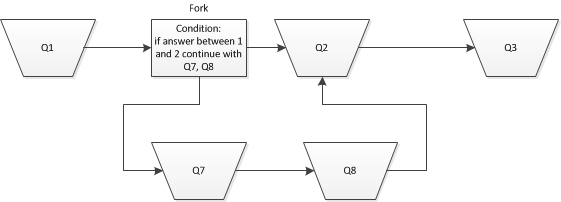 Fork
Q1
Condition:
if answer between 1
and 2 continue with
Q7, Q8
Q2
Q3
Q7
Q8